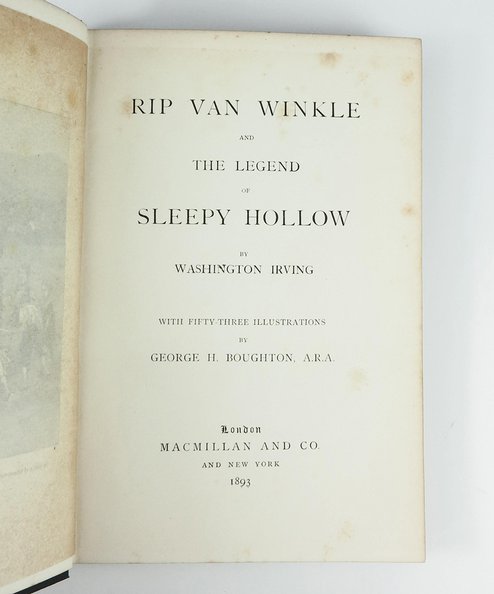 RIP VAN WINKLE
AND
THE LEGEND
OF
SLEEPY HOLLOW
BY
WASHINGTON IRVING
WITH FIFTY-THREE ILLUSTRATIONS
BY
GEORGE H. BOUGHTON, A.R.A.
London
MACMILLAN AND CO.
AND NEW YORK
1893